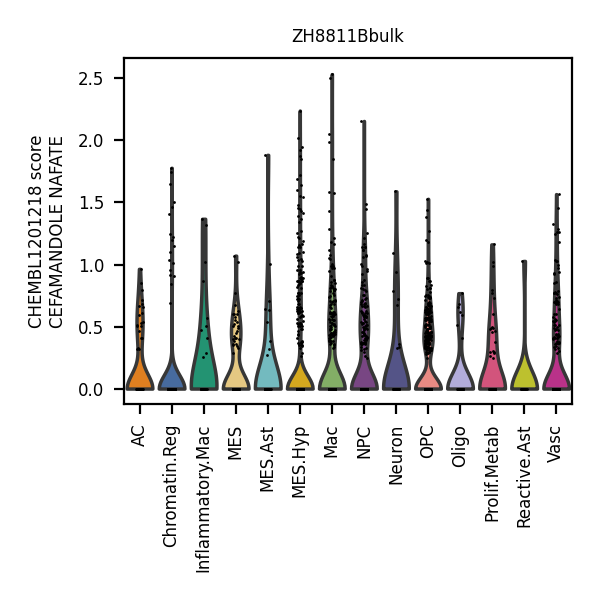 ZH8811Bbulk
CHEMBL1201218 score
CEFAMANDOLE NAFATE
2.5
2.0
1.5
1.0
0.5
0.0
AC
Chromatin.Reg
Inflammatory.Mac
MES
MES.Ast
MES.Hyp
Mac
NPC
Neuron
OPC
Oligo
Prolif.Metab
Reactive.Ast
Vasc